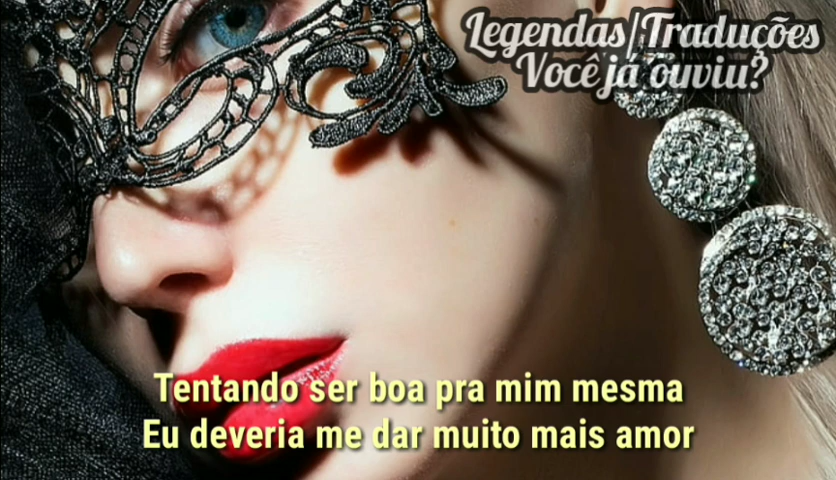 Legendas/Traduções
Você já ouviu?
Tentando ser boa pra mim mesma
Eu deveria me dar muito mais amor